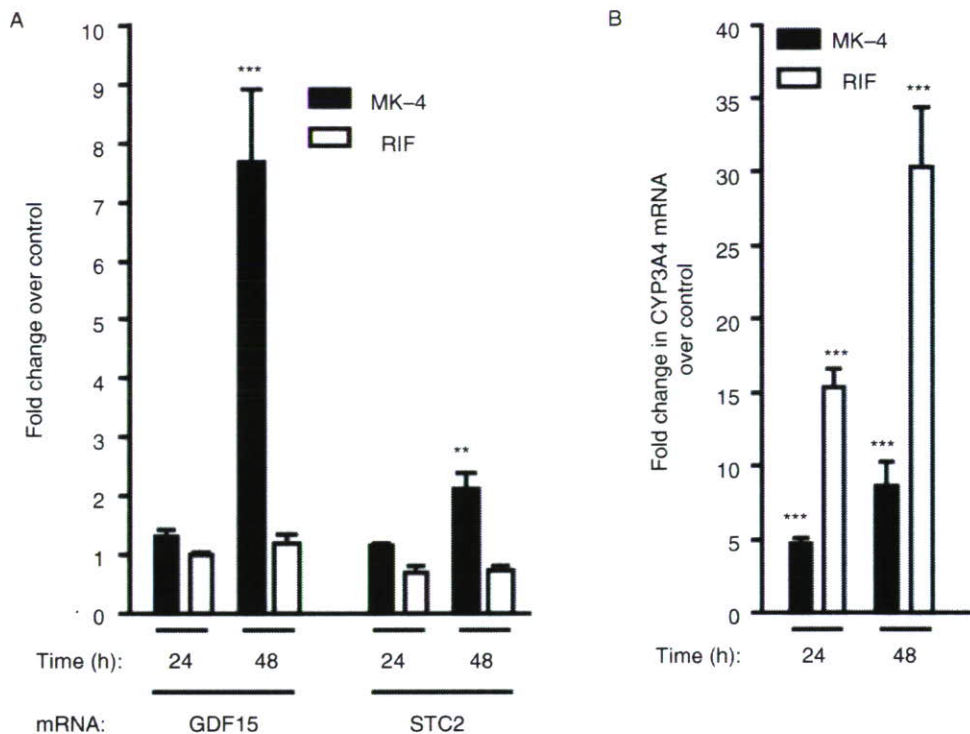 A
Fold change over control
10
9
8
7
6
5
4
3
2
1
0
***
**
MK–4
RIF
Time (h): 24 48 24 48
mRNA: GDF15 STC2
B
Fold change in CYP3A4 mRNA
over control
40
35
30
25
20
15
10
5
0
MK–4
RIF
***
***
***
***
Time (h): 24 48